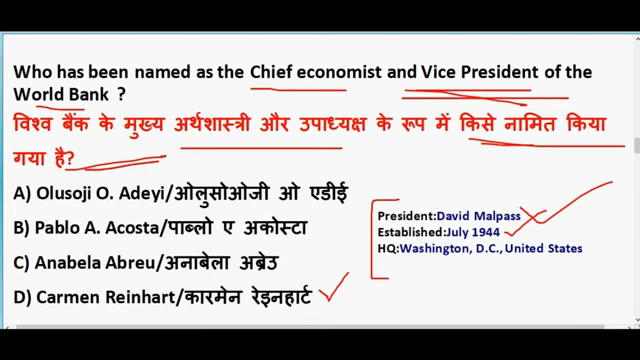 Who has been named as the Chief economist and Vice President of the
World Bank ?
विश्व बैंक के मुख्य अर्थशास्त्री और उपाध्यक्ष के रूप में किसे नामित किया
गया है?
A) Olusoji O. Adeyi/ओलुसोओजी ओ एडीई
B) Pablo A. Acosta/पाब्लो ए अकोस्टा
C) Anabela Abreu/अनाबेला अब्रेउ
D) Carmen Reinhart/कारमेन रेइनहार्ट
President:David Malpass
Established:July 1944
HQ:Washington, D.C., United States